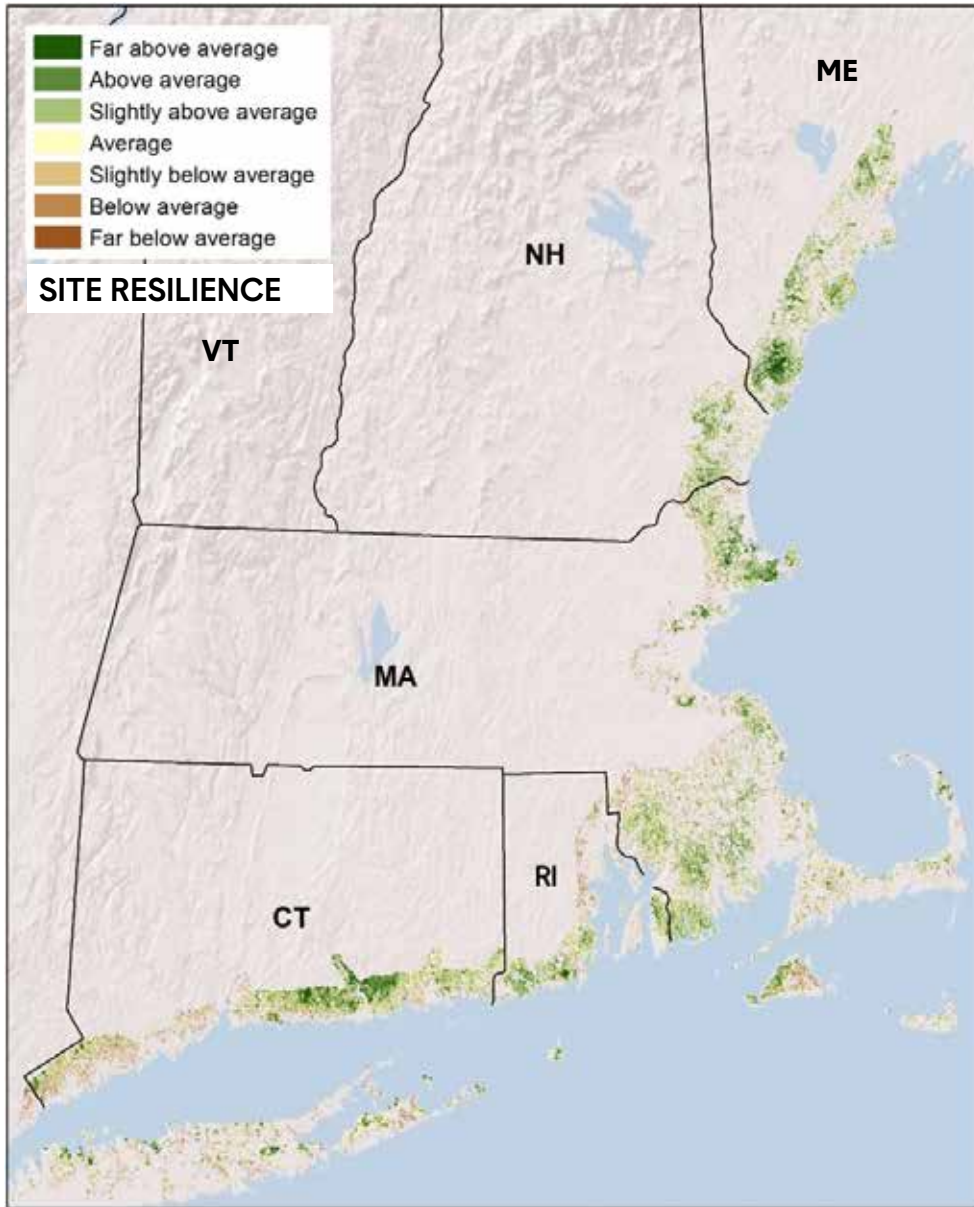 Far above average
Above average
Slightly above average
Average
Slightly below average
Below average
Far below average
SITE RESILIENCE
ME
NH
VT
MA
RI
CT